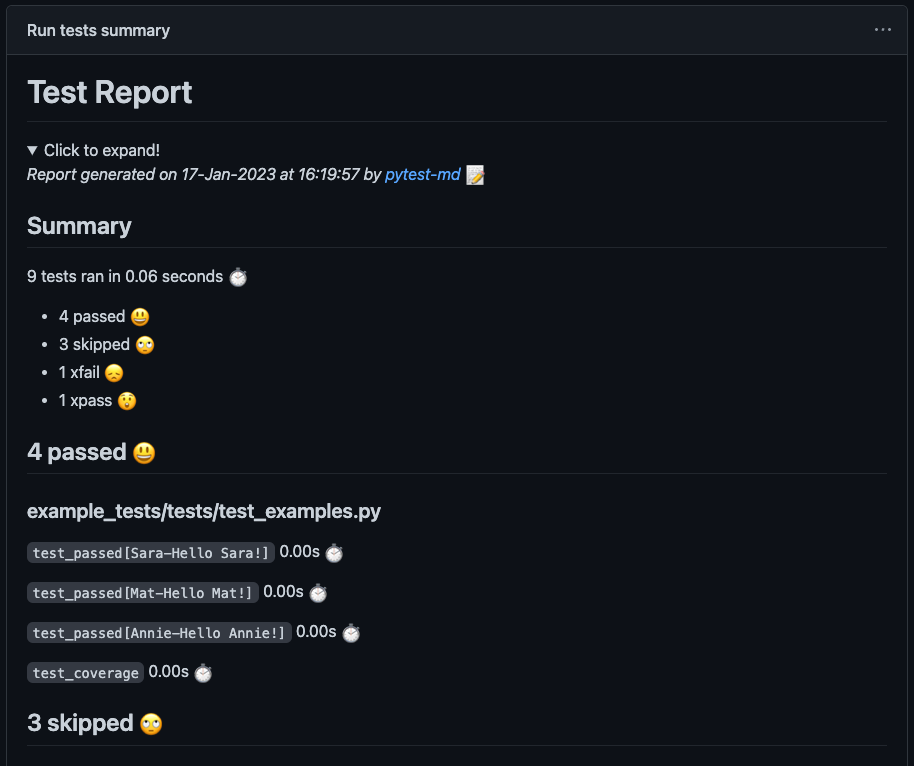 Run tests summary
Test Report
Click to expand!
Report generated on 17-Jan-2023 at 16:19:57 by pytest-md 📝
Summary
9 tests ran in 0.06 seconds ⏱
4 passed 😃
3 skipped 🙄
1 xfail 😞
1 xpass 😲
4 passed 😃
example_tests/tests/test_examples.py
test_passed[Sara-Hello Sara!] 0.00s ⏱
test_passed[Mat-Hello Mat!] 0.00s ⏱
test_passed[Annie-Hello Annie!] 0.00s ⏱
test_coverage 0.00s ⏱
3 skipped 🙄